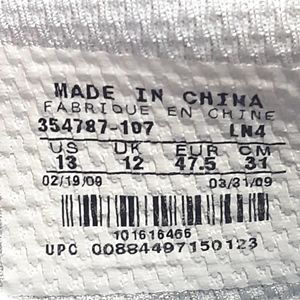 MADE IN CHINA
FABRIQUE EN CHINE
354787-107 LN4
US UK EUR CM
13 12 47.5 31
02/19/09 03/31/09
101616466
UPC 00884497150123